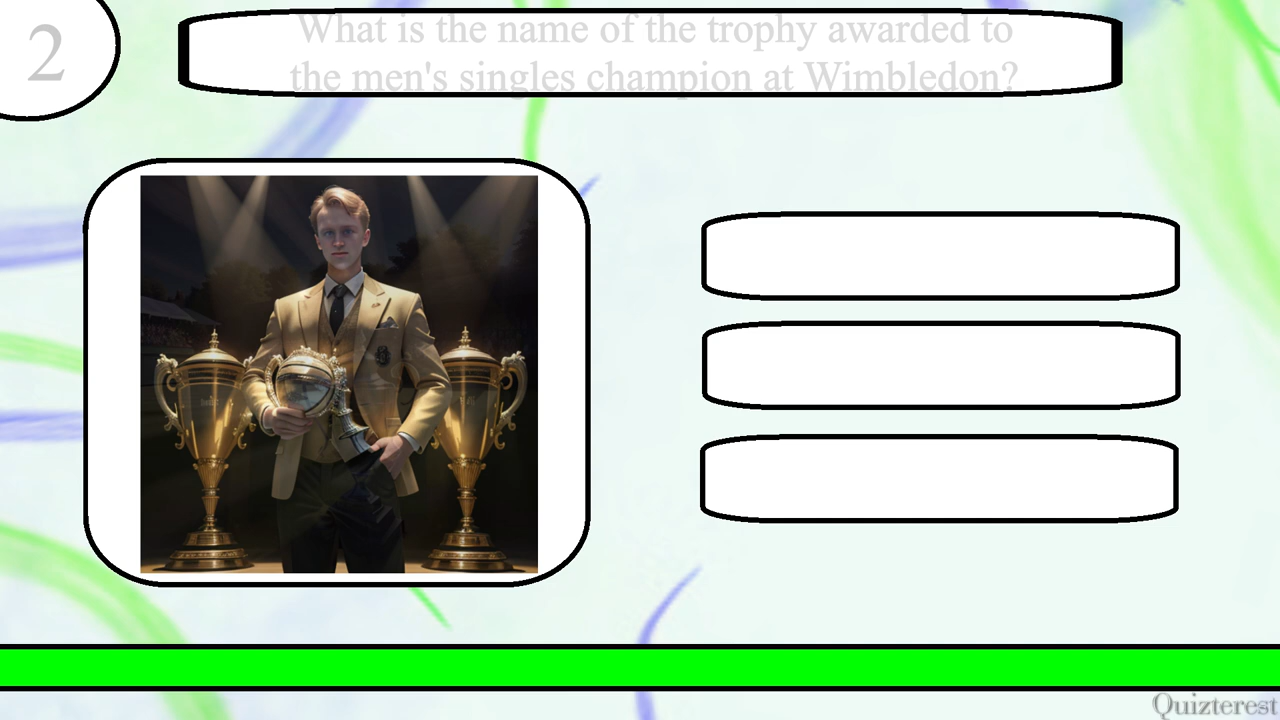 2
What is the name of the trophy awarded to
the men's singles champion at Wimbledon?
Quizterest